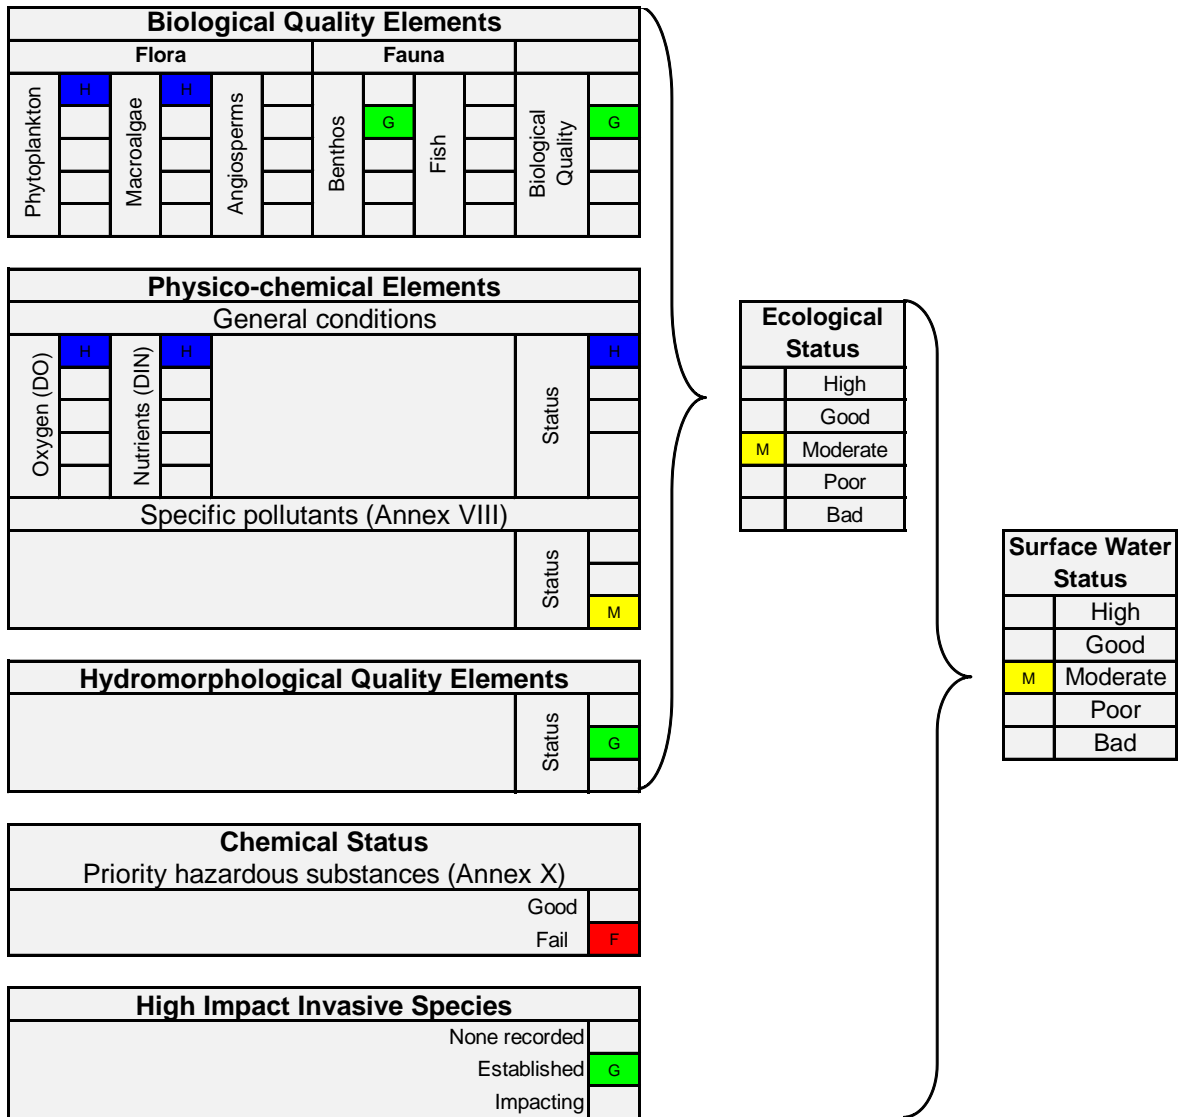 Biological Quality Elements
Flora
Fauna
Phytoplankton
H
Macroalgae
H
Angiosperms
Benthos
G
Fish
Biological
Quality
G
Physico-chemical Elements
General conditions
Oxygen (DO)
H
Nutrients (DIN)
H
Status
H
Specific pollutants (Annex VIII)
Status
M
Hydromorphological Quality Elements
Status
G
Chemical Status
Priority hazardous substances (Annex X)
Good
Fail F
High Impact Invasive Species
None recorded
Established G
Impacting
Ecological
Status
High
Good
M Moderate
Poor
Bad
Surface Water
Status
High
Good
M Moderate
Poor
Bad